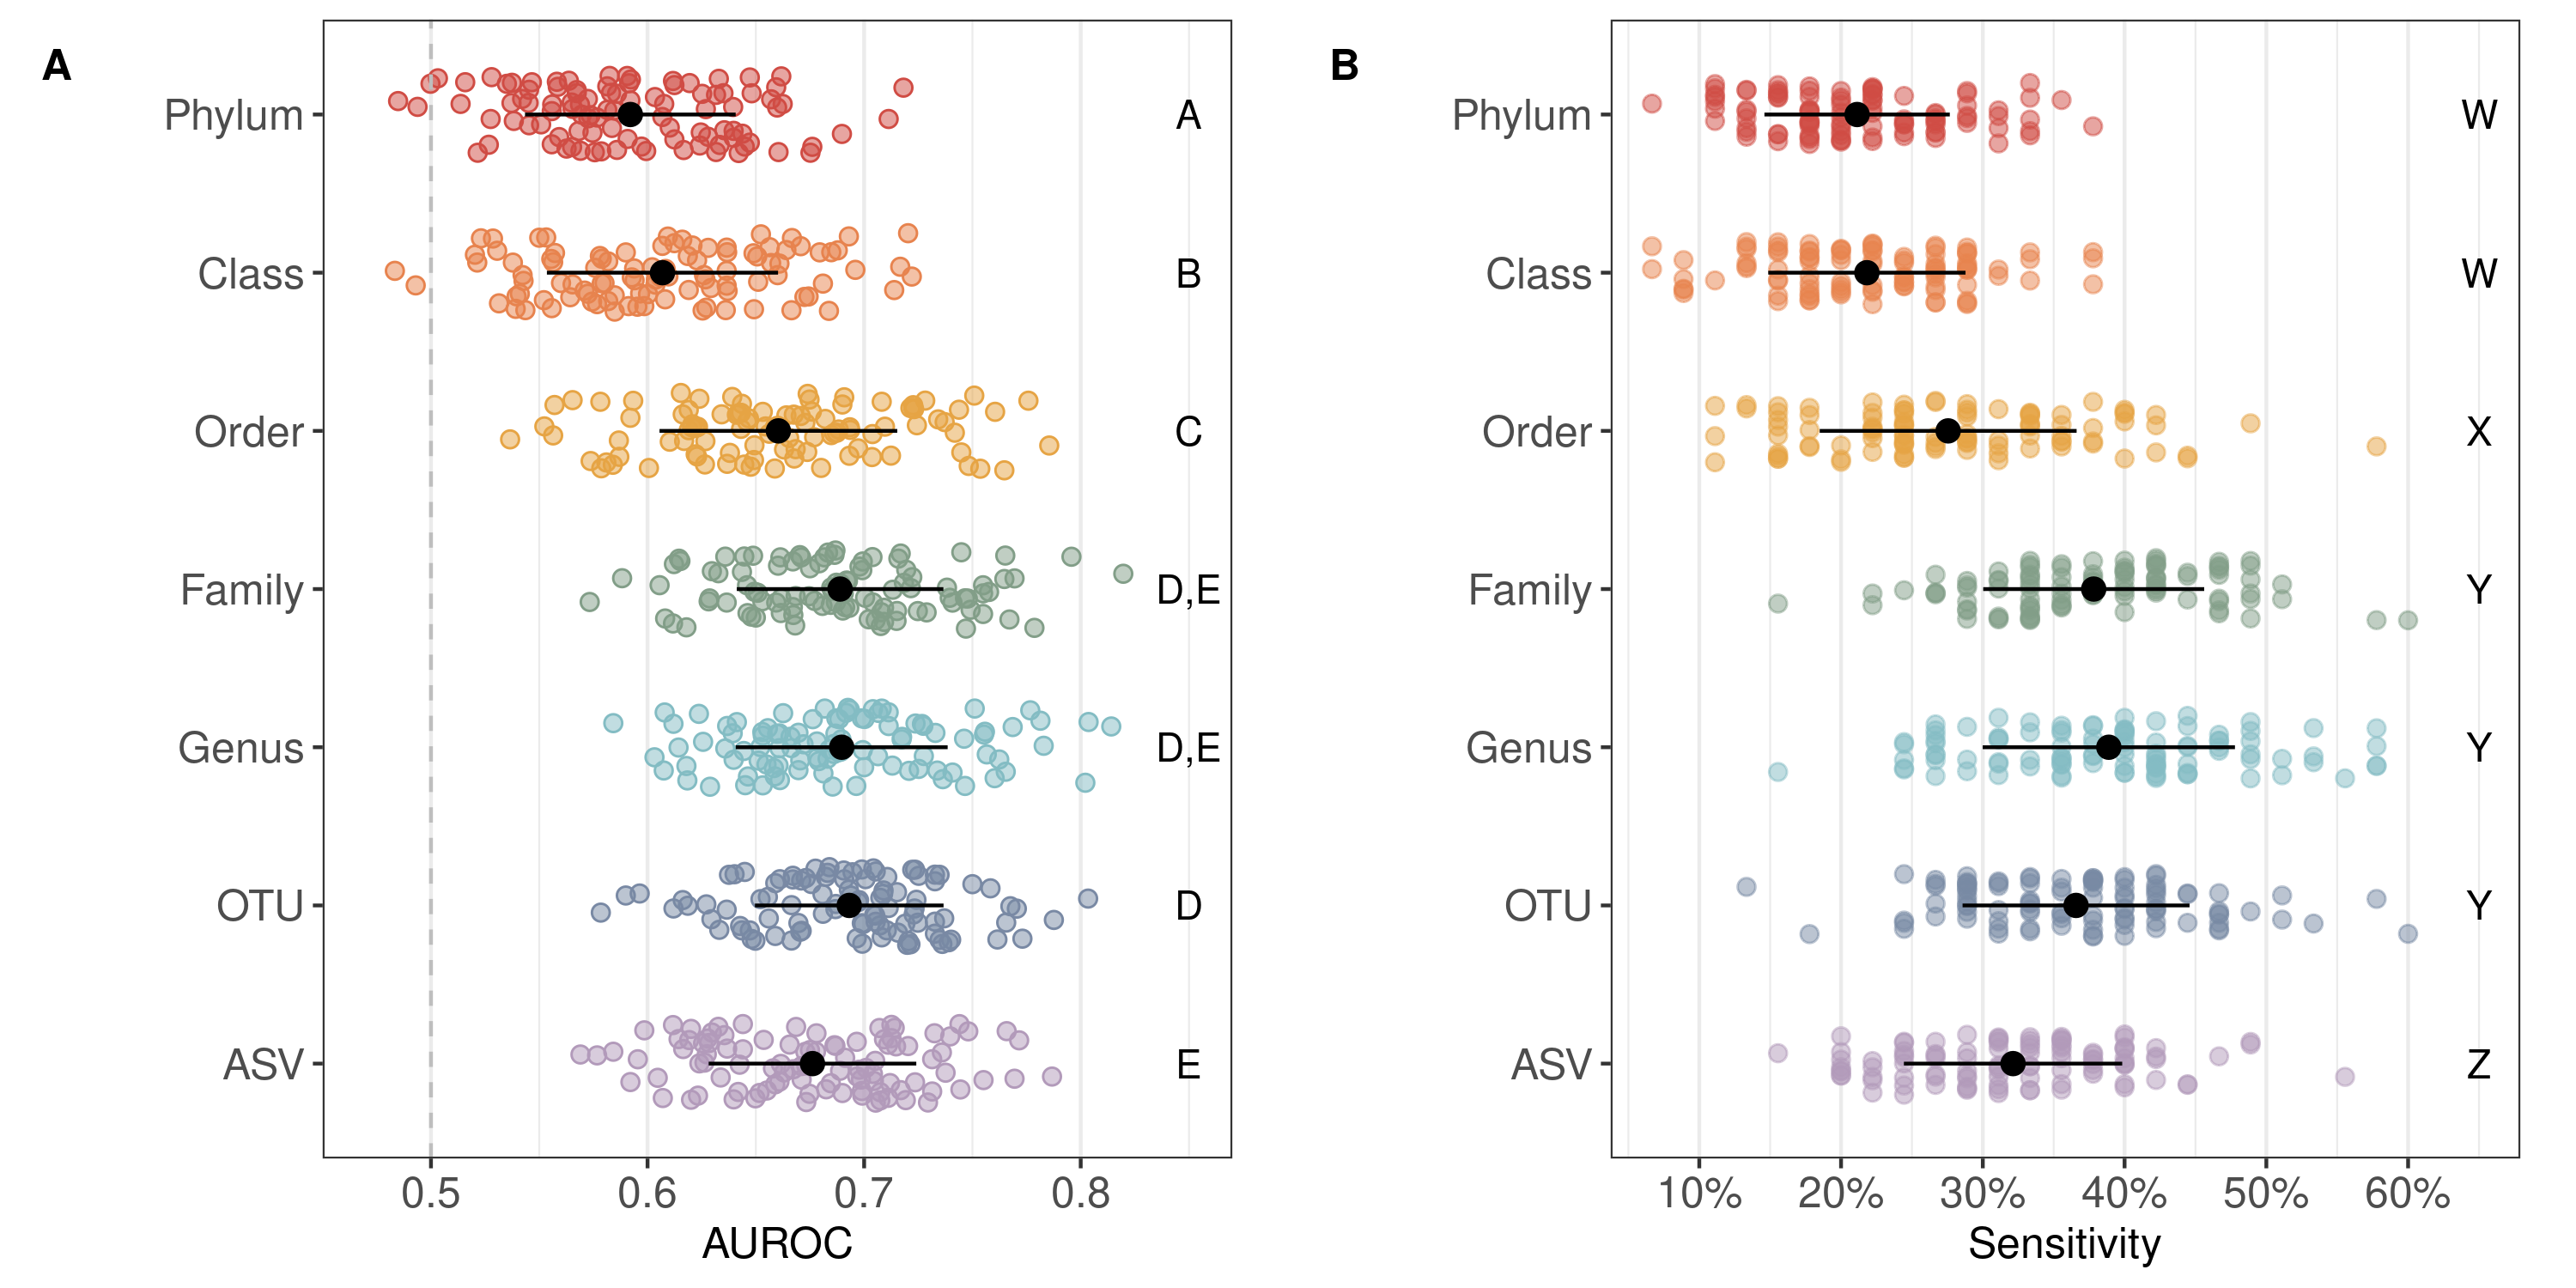 A
Phylum
A
Class
B
Order
C
Family
D,E
Genus
D,E
OTU
D
ASV
E
0.5 0.6 0.7 0.8
AUROC
B
Phylum
W
Class
W
Order
X
Family
Y
Genus
Y
OTU
Y
ASV
Z
10% 20% 30% 40% 50% 60%
Sensitivity